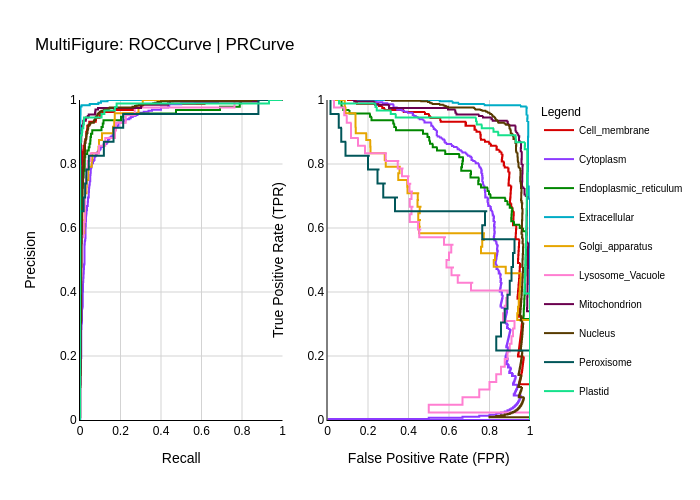 MultiFigure: ROCCurve | PRCurve
Precision
1
0.8
0.6
0.4
0.2
0
0 0.2 0.4 0.6 0.8 1
Recall
True Positive Rate (TPR)
1
0.8
0.6
0.4
0.2
0
0 0.2 0.4 0.6 0.8 1
False Positive Rate (FPR)
Legend
Cell_membrane
Cytoplasm
Endoplasmic_reticulum
Extracellular
Golgi_apparatus
Lysosome_Vacuole
Mitochondrion
Nucleus
Peroxisome
Plastid